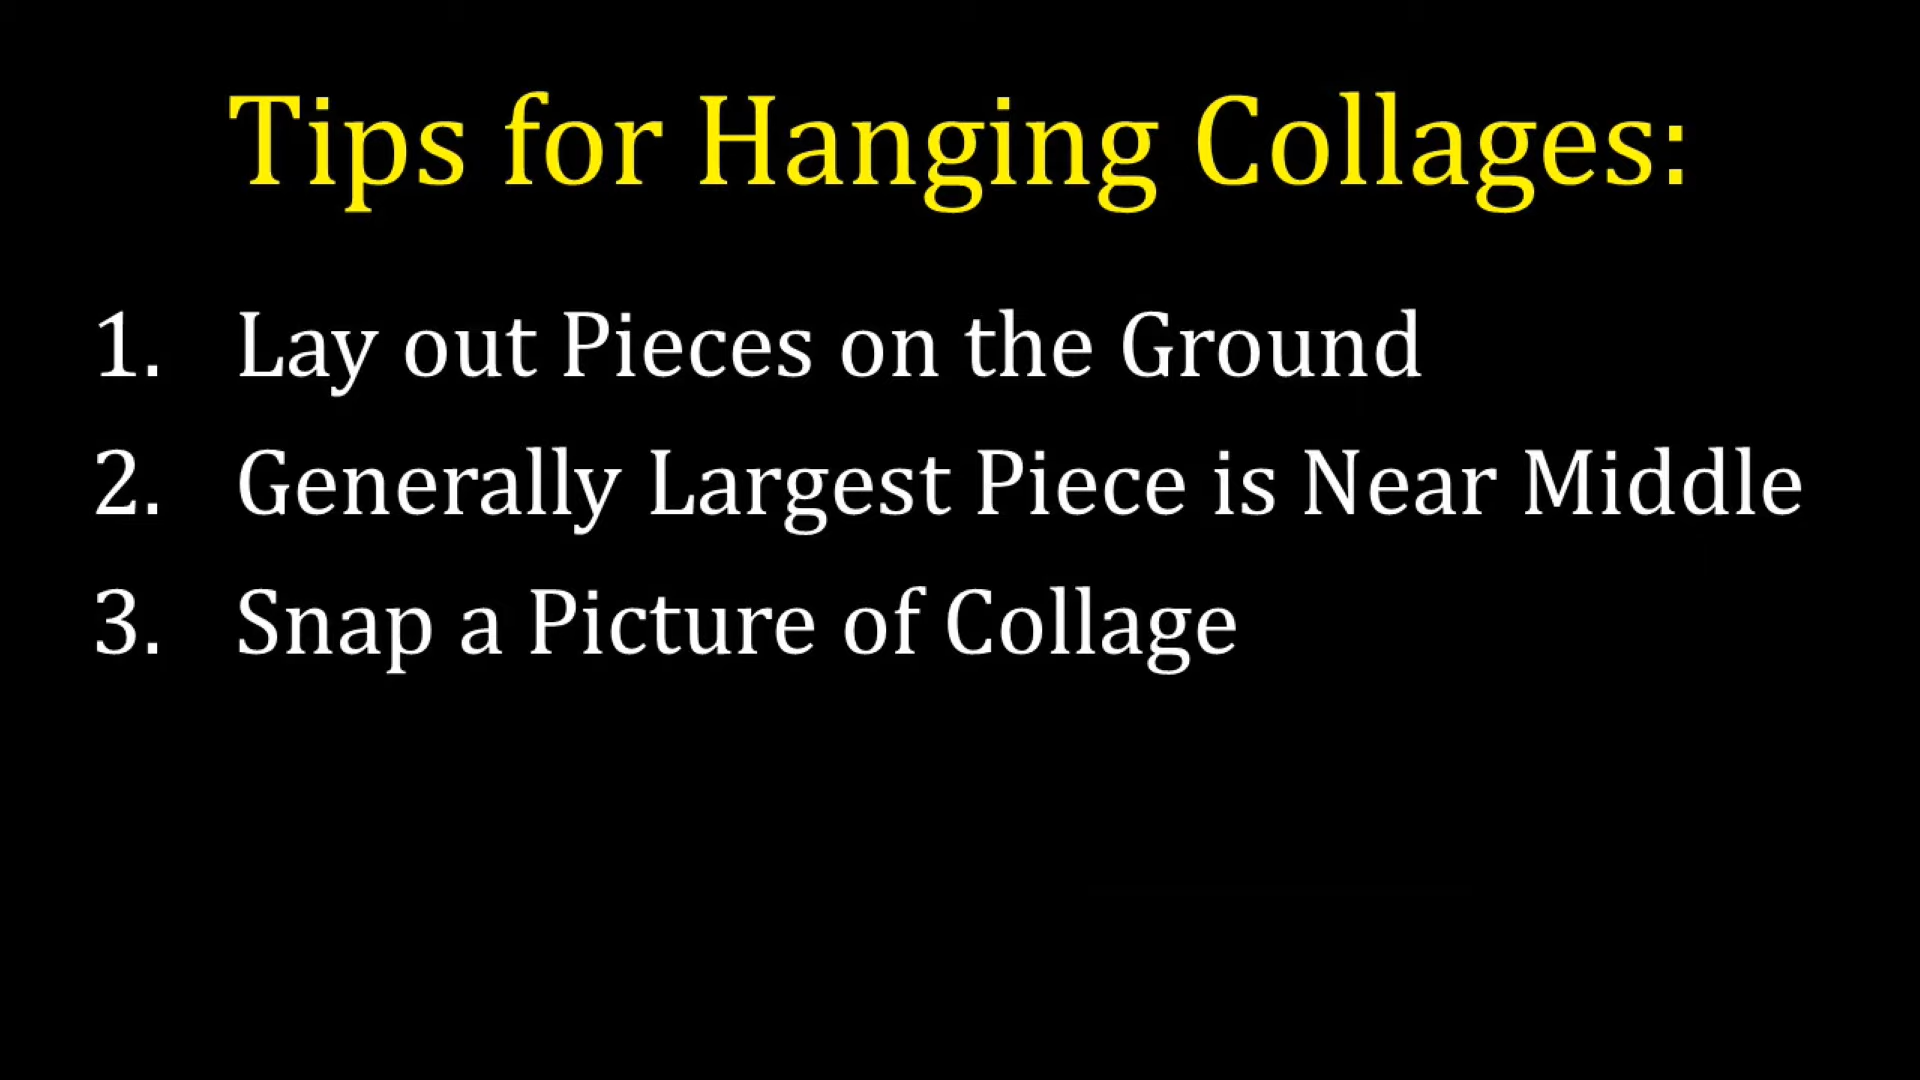 Tips for Hanging Collages:
1. Lay out Pieces on the Ground
2. Generally Largest Piece is Near Middle
3. Snap a Picture of Collage